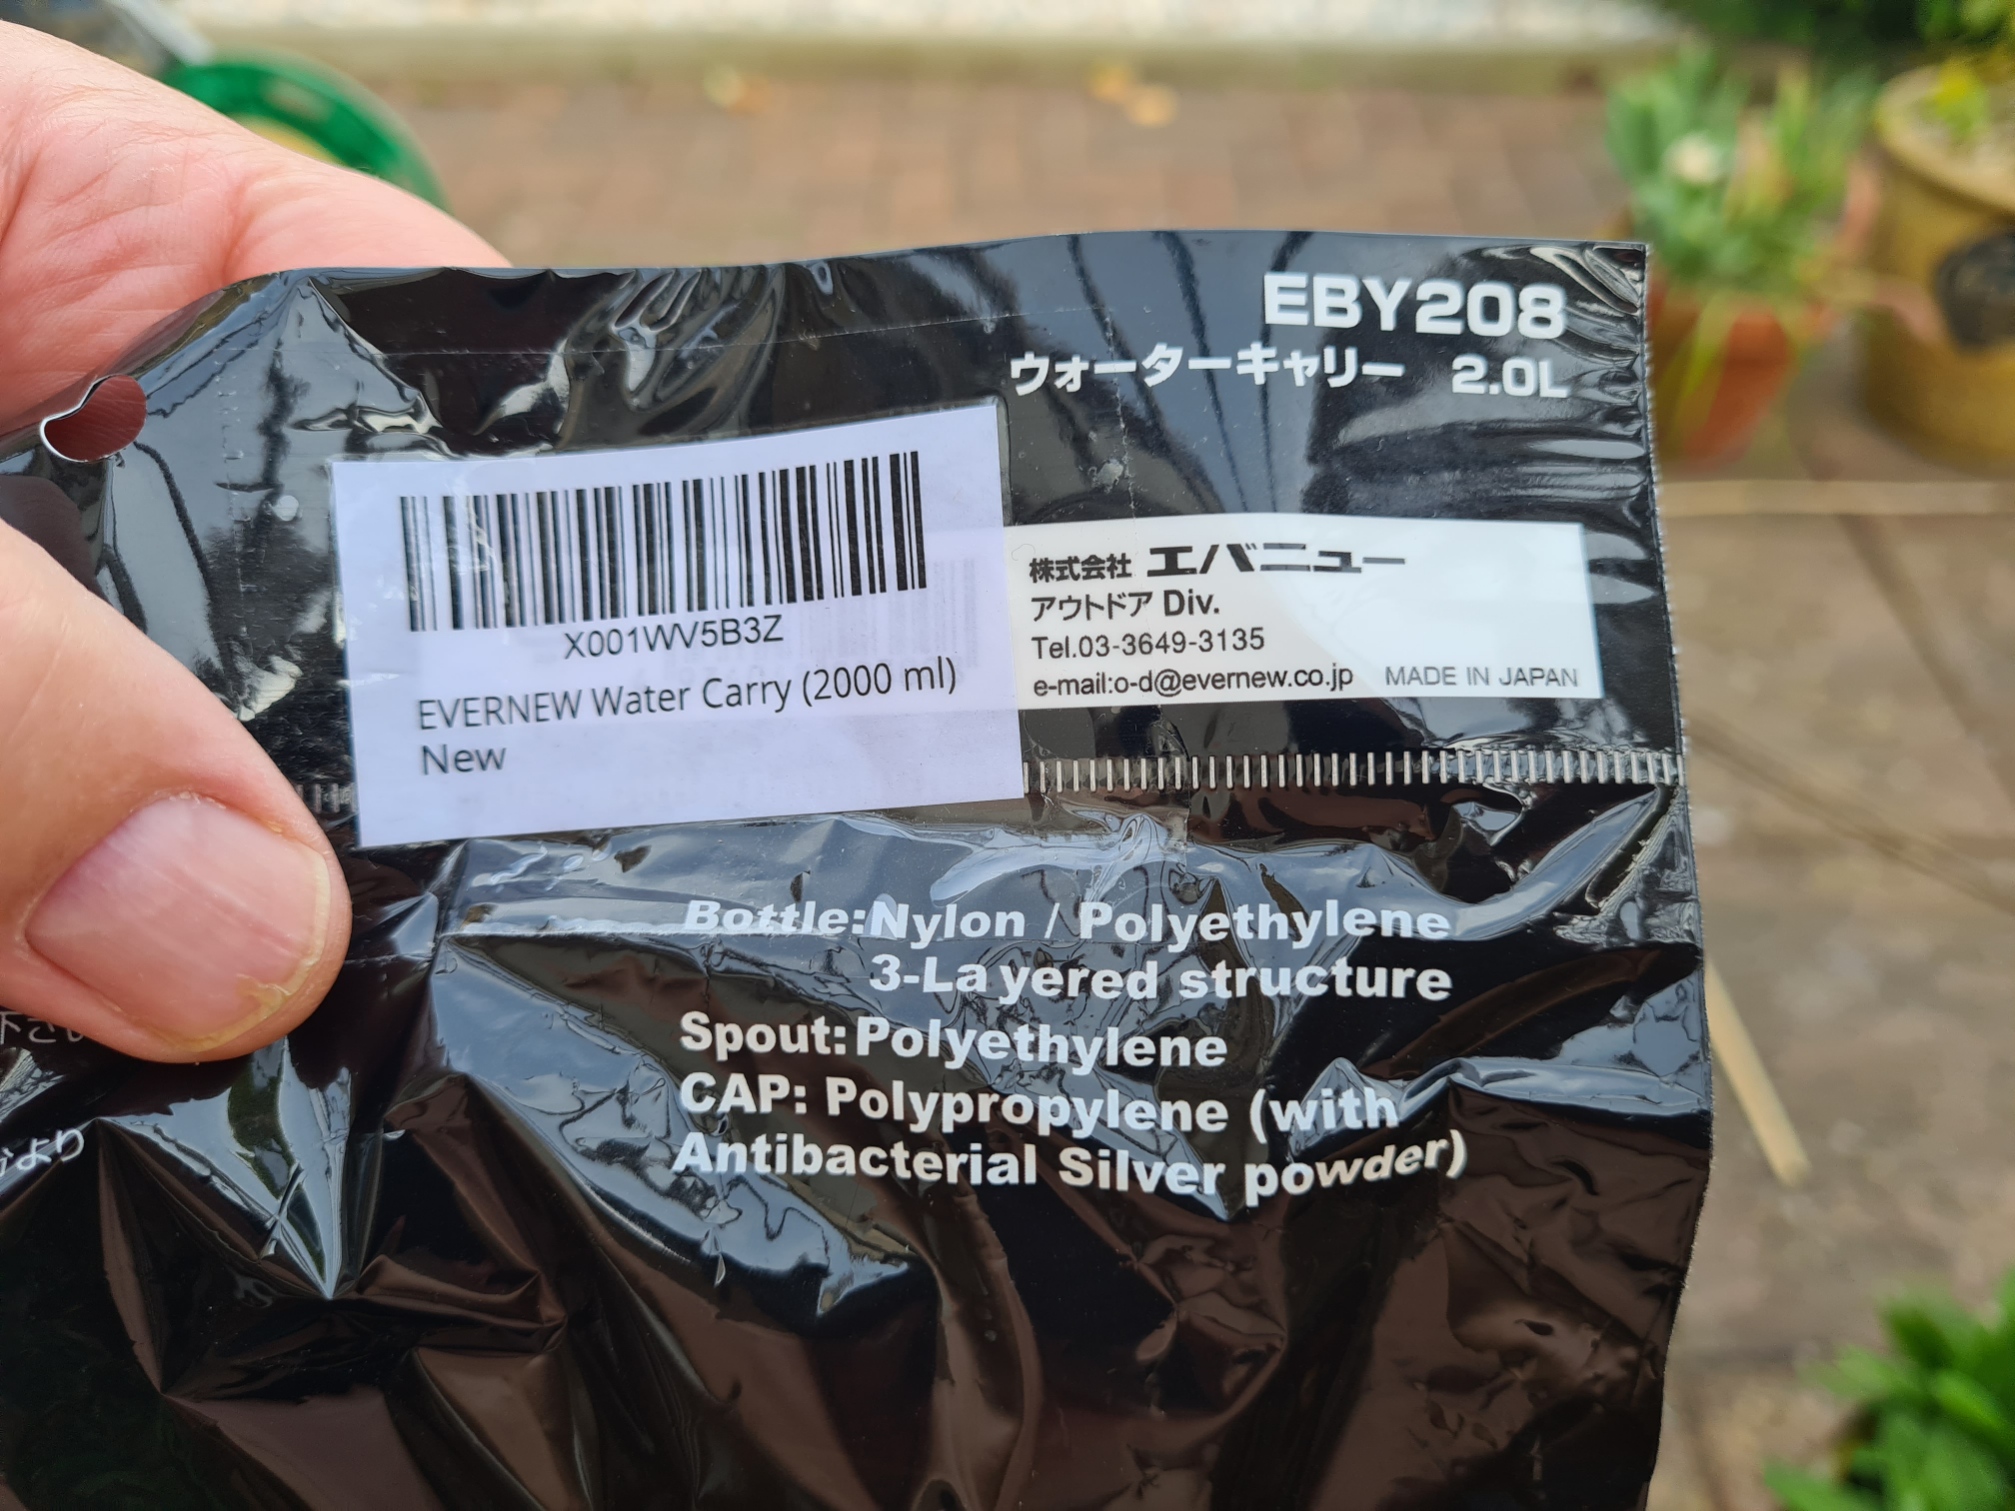 EBY208
ウォーターキャリー 2.0L
X001WV5B3Z
EVERNEW Water Carry (2000 ml)
New
株式会社 エバニュー
アウトドア Div.
Tel.03-3649-3135
e-mail:o-d@evernew.co.jp MADE IN JAPAN
Bottle:Nylon / Polyethylene
3-Layered structure
Spout:Polyethylene
CAP: Polypropylene (with
Antibacterial Silver powder)
より